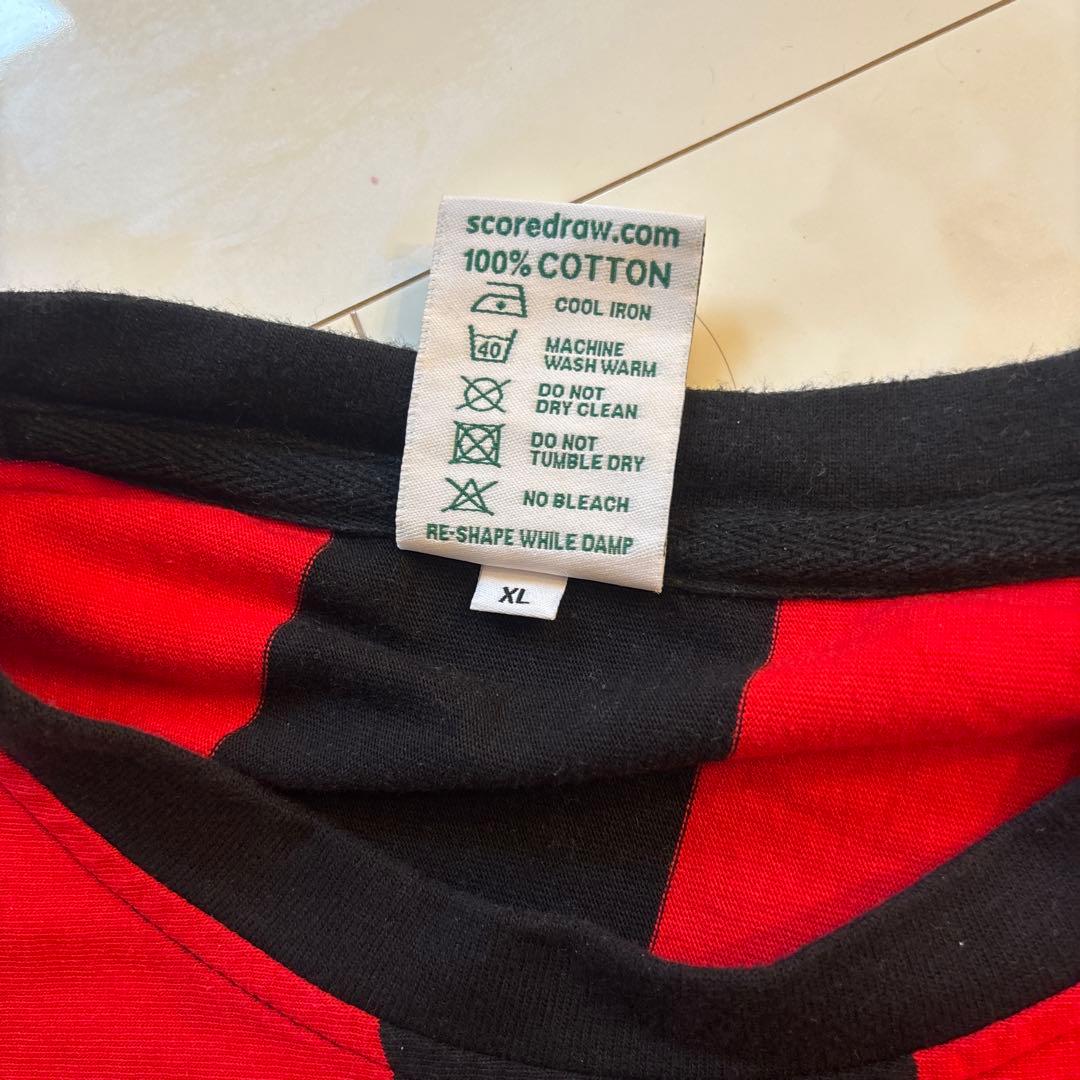 scoredraw.com
100% COTTON
COOL IRON
40
MACHINE
WASH WARM
DO NOT
DRY CLEAN
DO NOT
TUMBLE DRY
NO BLEACH
RE-SHAPE WHILE DAMP
XL